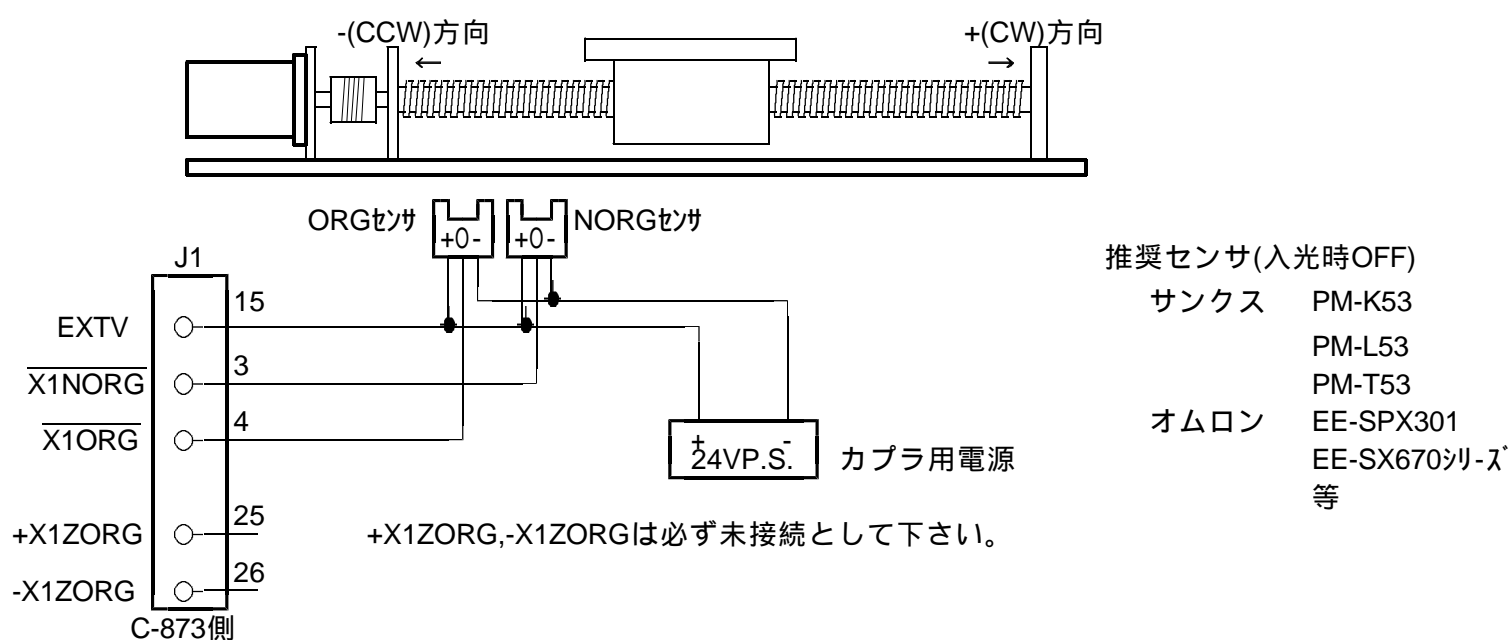 -(CCW)方向
+(CW)方向
←
→
ORGｾﾝｻ
NORGｾﾝｻ
+0-
+0-
J1
推奨センサ(入光時OFF)
15
サンクス PM-K53
EXTV
PM-L53
3
X1NORG
PM-T53
4
X1ORG
オムロン EE-SPX301
+ -
24VP.S.
カプラ用電源
EE-SX670ｼﾘ-ｽﾞ
等
25
+X1ZORG
+X1ZORG,-X1ZORGは必ず未接続として下さい。
26
-X1ZORG
C-873側